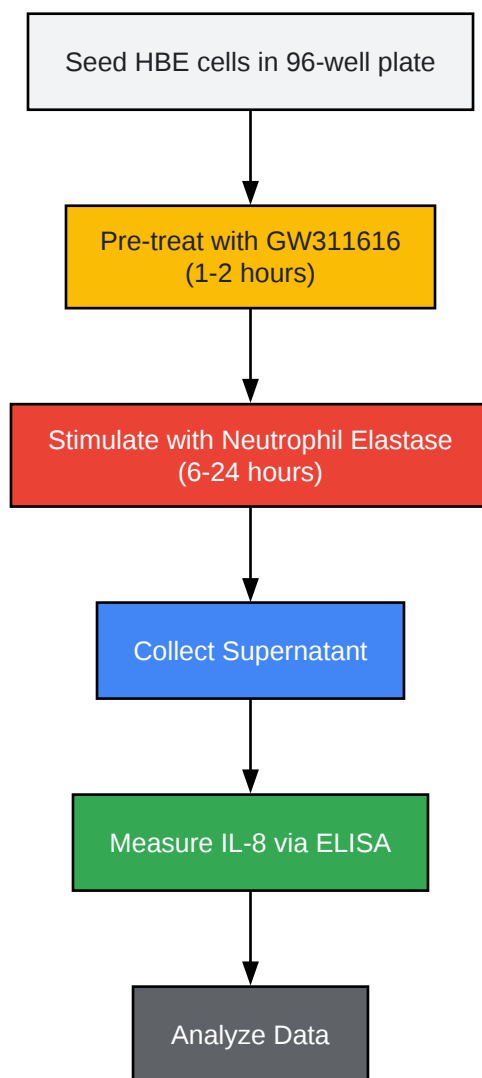 Seed HBE cells in 96-well plate
Pre-treat with GW311616
(1-2 hours)
Stimulate with Neutrophil Elastase
(6-24 hours)
Collect Supernatant
Measure IL-8 via ELISA
Analyze Data